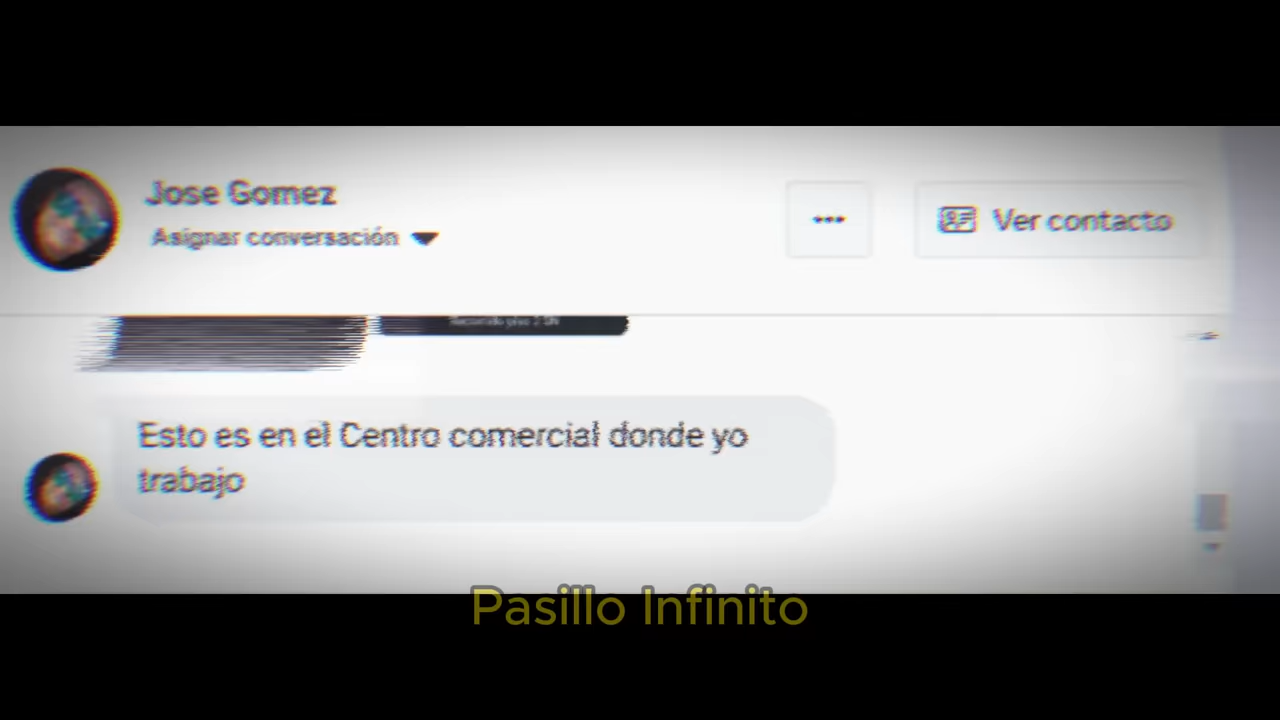 Jose Gomez
Asignar conversación
Ver contacto
Esto es en el Centro comercial donde yo
trabajo
Pasillo Infinito